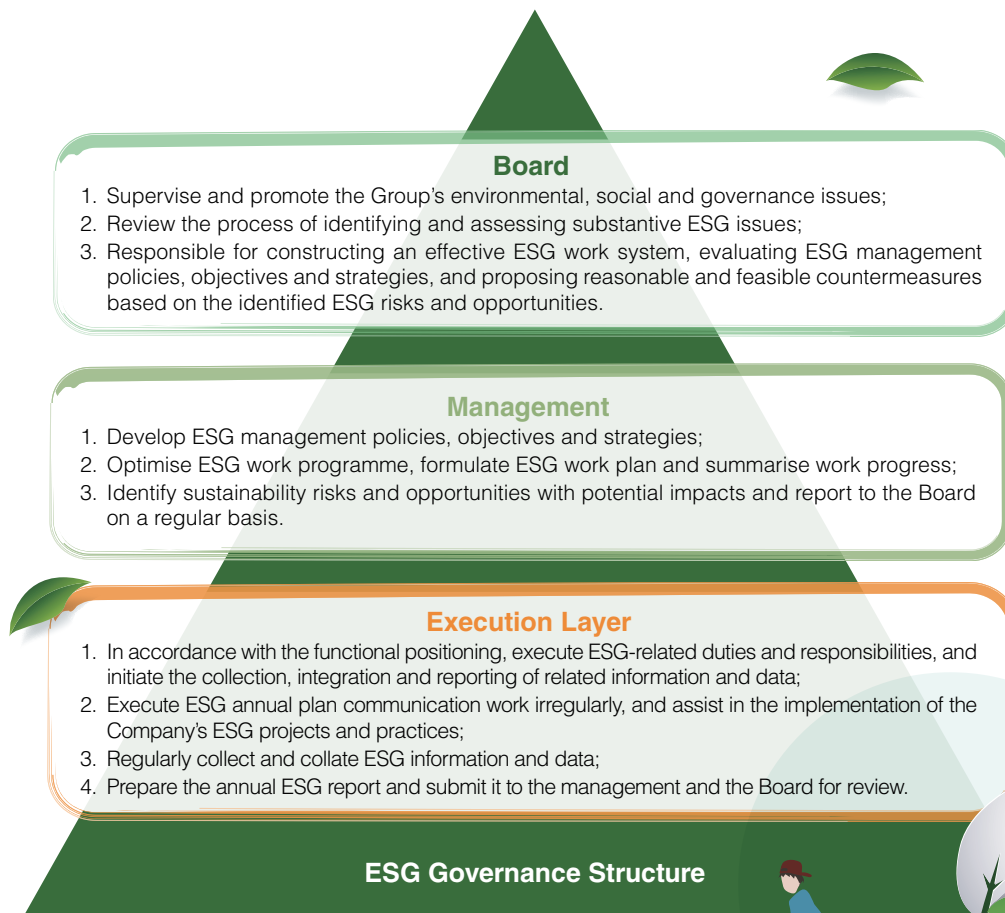 Board
1. Supervise and promote the Group's environmental, social and governance issues;
2. Review the process of identifying and assessing substantive ESG issues;
3. Responsible for constructing an effective ESG work system, evaluating ESG management
policies, objectives and strategies, and proposing reasonable and feasible countermeasures
based on the identified ESG risks and opportunities.
Management
1. Develop ESG management policies, objectives and strategies;
2. Optimise ESG work programme, formulate ESG work plan and summarise work progress;
3. Identify sustainability risks and opportunities with potential impacts and report to the Board
on a regular basis.
Execution Layer
1. In accordance with the functional positioning, execute ESG-related duties and responsibilities, and
initiate the collection, integration and reporting of related information and data;
2. Execute ESG annual plan communication work irregularly, and assist in the implementation of the
Company's ESG projects and practices;
3. Regularly collect and collate ESG information and data;
4. Prepare the annual ESG report and submit it to the management and the Board for review.
ESG Governance Structure